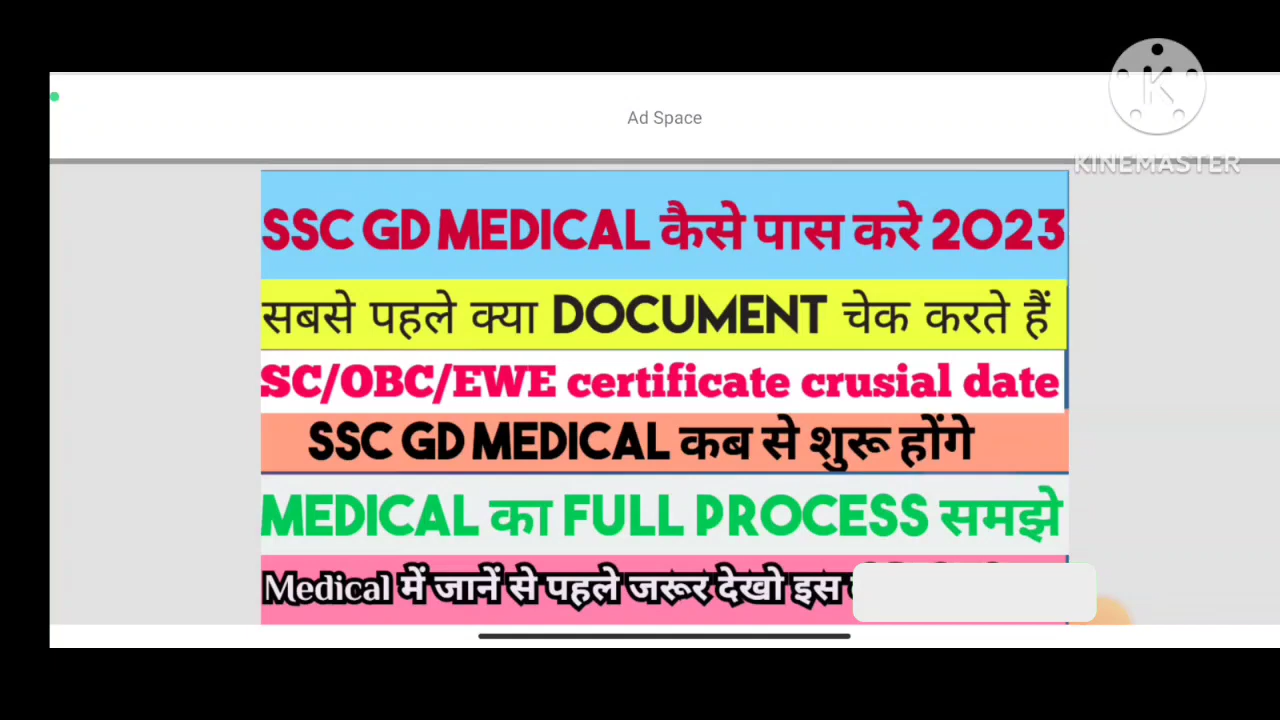 Ad Space
KINEMASTER
SSC GD MEDICAL कैसे पास करे 2023
सबसे पहले क्या DOCUMENT चेक करते हैं
SC/OBC/EWE certificate crusial date
SSC GD MEDICAL कब से शुरू होंगे
MEDICAL का FULL PROCESS समझे
Medical में जानें से पहले जरूर देखो इस